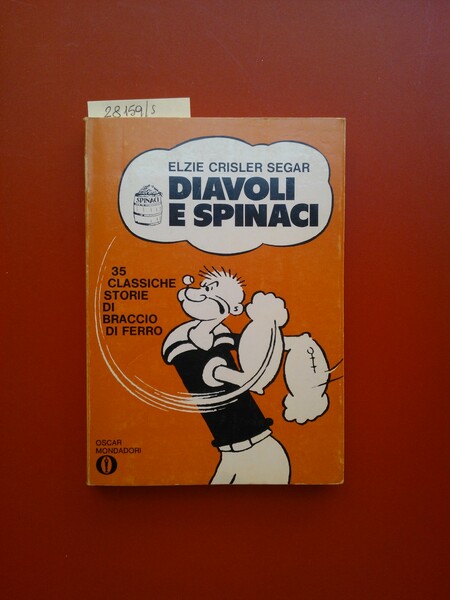 28159/s
ELZIE CRISLER SEGAR
DIAVOLI
E SPINACI
SPINACI
35
CLASSICHE
STORIE
DI
BRACCIO
DI FERRO
OSCAR
MONDADORI